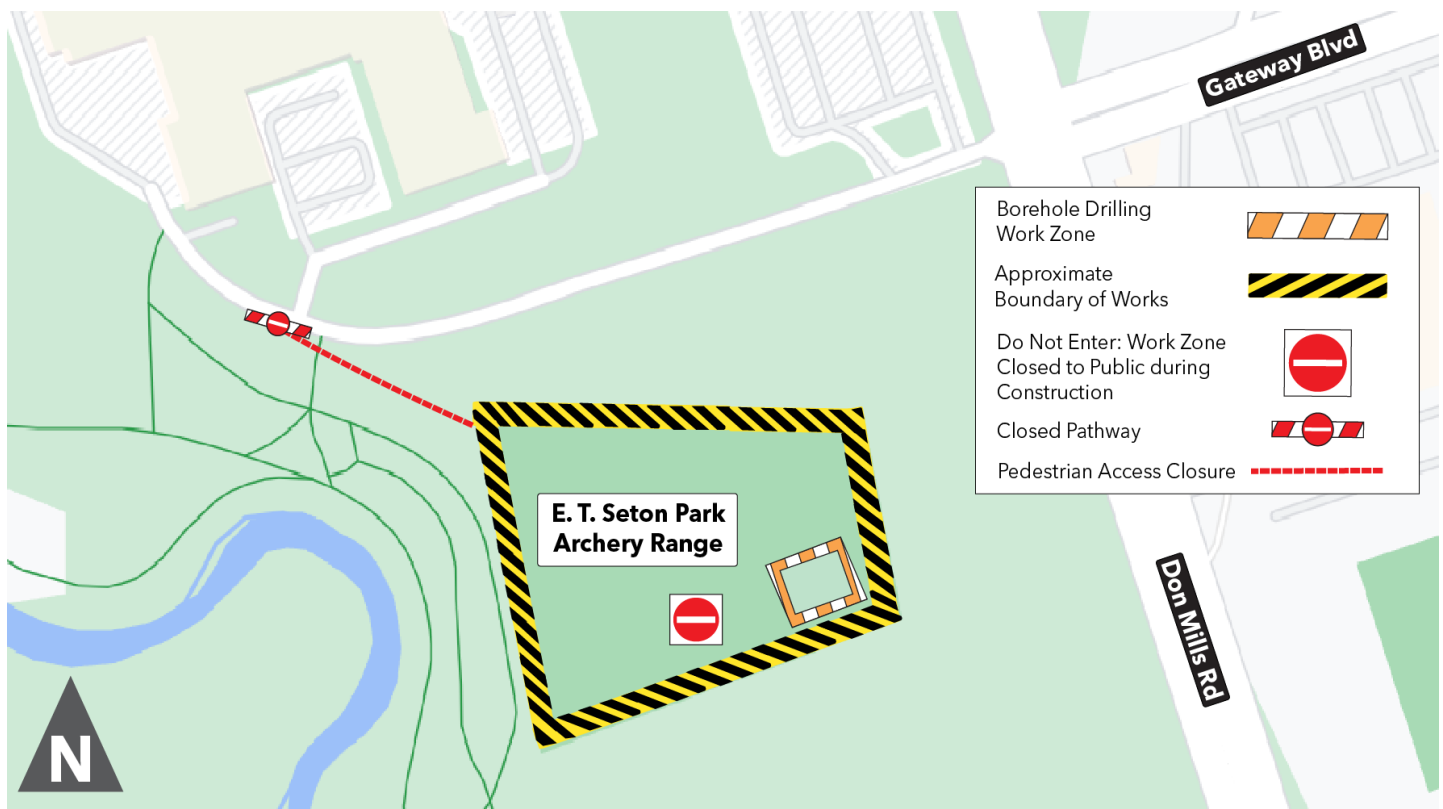 Gateway Blvd
Borehole Drilling
Work Zone
Approximate
Boundary of Works
Do Not Enter: Work Zone
Closed to Public during
Construction
Closed Pathway
Pedestrian Access Closure
E. T. Seton Park
Archery Range
Don Mills Rd
N